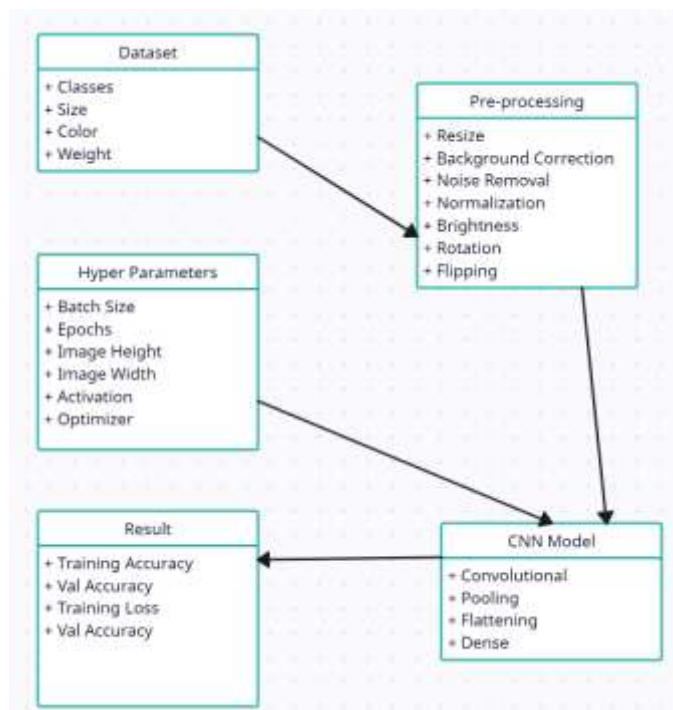 Dataset
+ Classes
+ Size
+ Color
+ Weight
Pre-processing
+ Resize
+ Background Correction
+ Noise Removal
+ Normalization
+ Brightness
+ Rotation
+ Flipping
Hyper Parameters
+ Batch Size
+ Epochs
+ Image Height
+ Image Width
+ Activation
+ Optimizer
Result
+ Training Accuracy
+ Val Accuracy
+ Training Loss
+ Val Accuracy
CNN Model
+ Convolutional
+ Pooling
+ Flattening
+ Dense